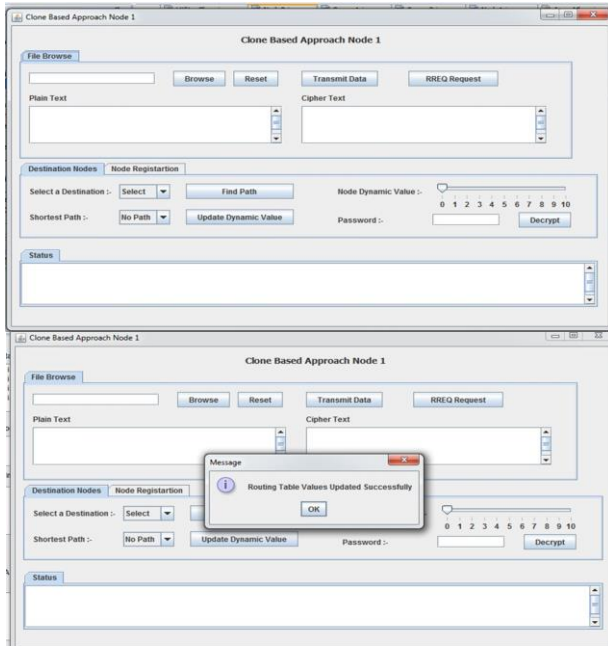 Clone Based Approach Node 1
Clone Based Approach Node 1
File Browse
Browse Reset Transmit Data RREQ Request
Plain Text Cipher Text
Destination Nodes Node Registartion
Select a Destination :- Select Find Path Node Dynamic Value :-
0 1 2 3 4 5 6 7 8 9 10
Shortest Path :- No Path Update Dynamic Value Password :- Decrypt
Status
Clone Based Approach Node 1
Clone Based Approach Node 1
File Browse
Browse Reset Transmit Data RREQ Request
Plain Text Cipher Text
Message
Routing Table Values Updated Successfully
OK
Destination Nodes Node Registartion
Select a Destination :- Select
0 1 2 3 4 5 6 7 8 9 10
Shortest Path :- No Path Update Dynamic Value Password :- Decrypt
Status